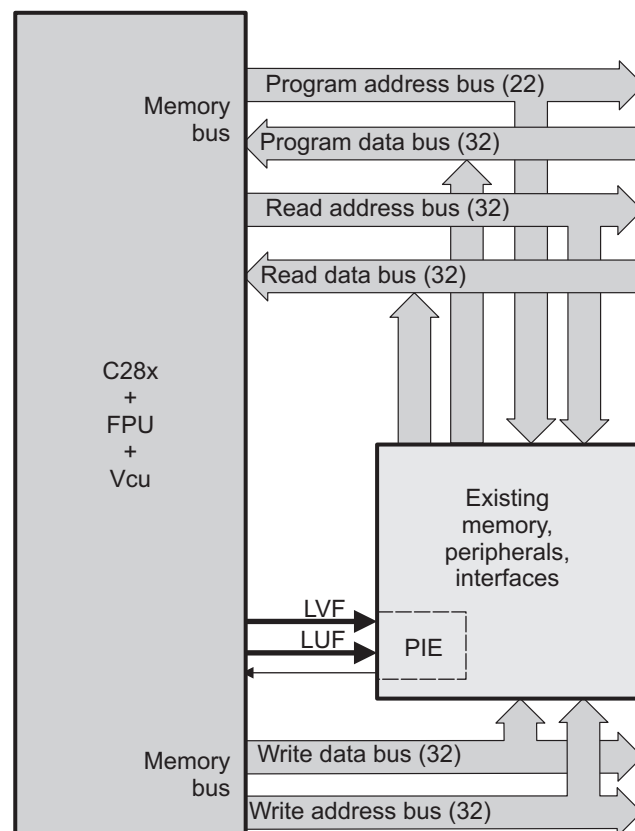 Program address bus (22)
Memory
bus
Program data bus (32)
Read address bus (32)
Read data bus (32)
C28x
+
FPU
+
Vcu
Existing
memory,
peripherals,
interfaces
LVF
LUF
PIE
Memory
bus
Write data bus (32)
Write address bus (32)